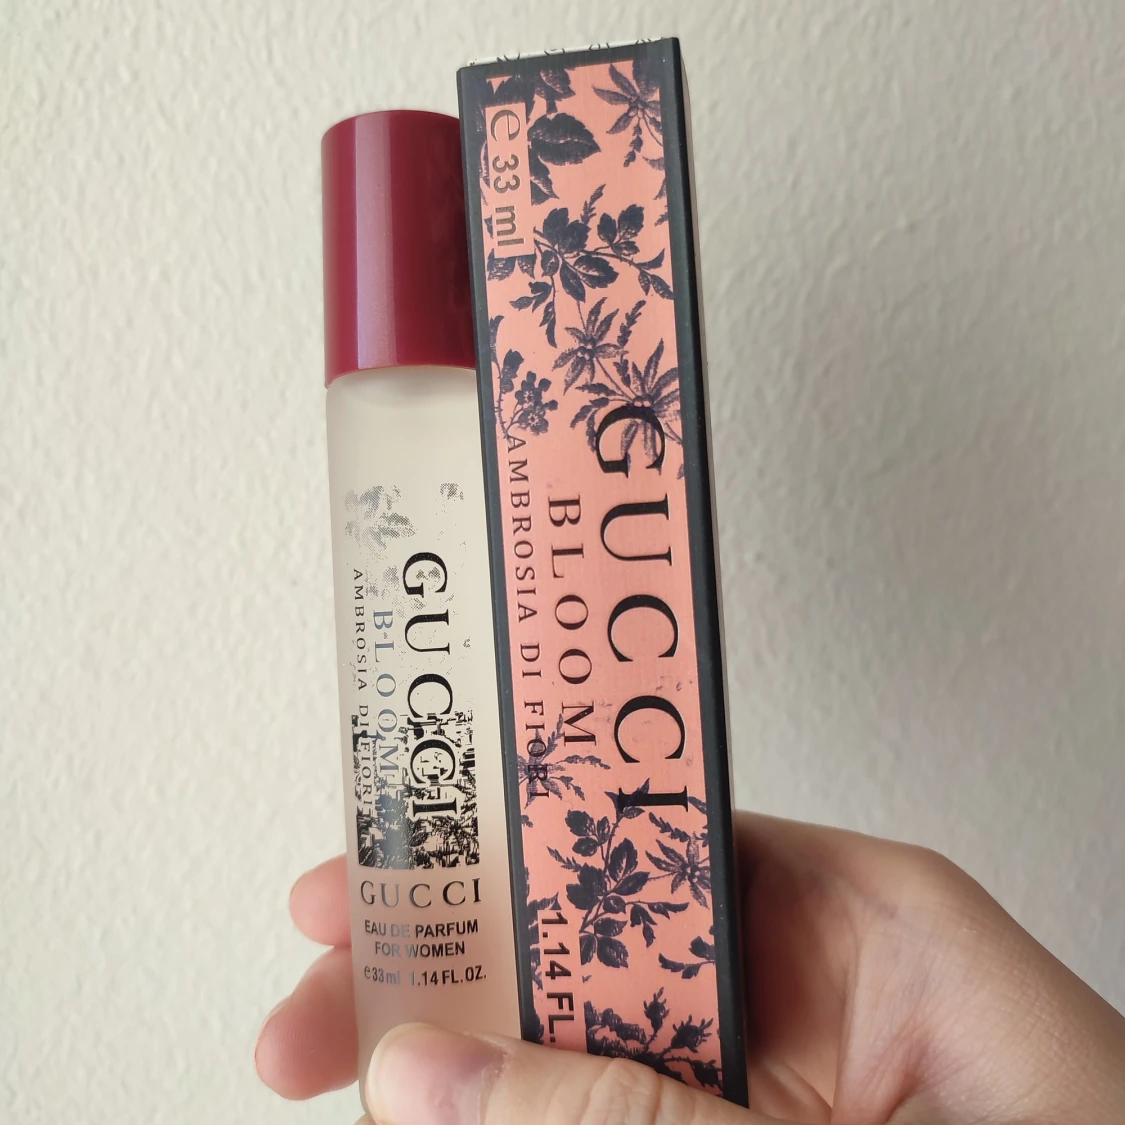 GUCCI
BLOOM
AMBROSIA DI FIORI
GUCCI
EAU DE PARFUM
FOR WOMEN
e33ml 1.14 FL.OZ.
e 33 ml
GUCCI
BLOOM
AMBROSIA DI FIORI
1.14 FL.